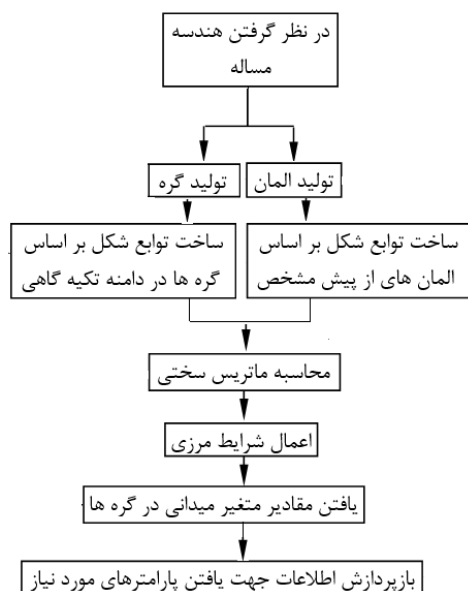 در نظر گرفتن هندسه
مساله
تولید المان
تولید گره
ساخت توابع شکل بر اساس
المان های از پیش مشخص
ساخت توابع شکل بر اساس
گره ها در دامنه تکیه گاهی
محاسبه ماتریس سختی
اعمال شرایط مرزی
یافتن مقادیر متغیر میدانی در گره ها
بازپردازش اطلاعات جهت یافتن پارامترهای مورد نیاز